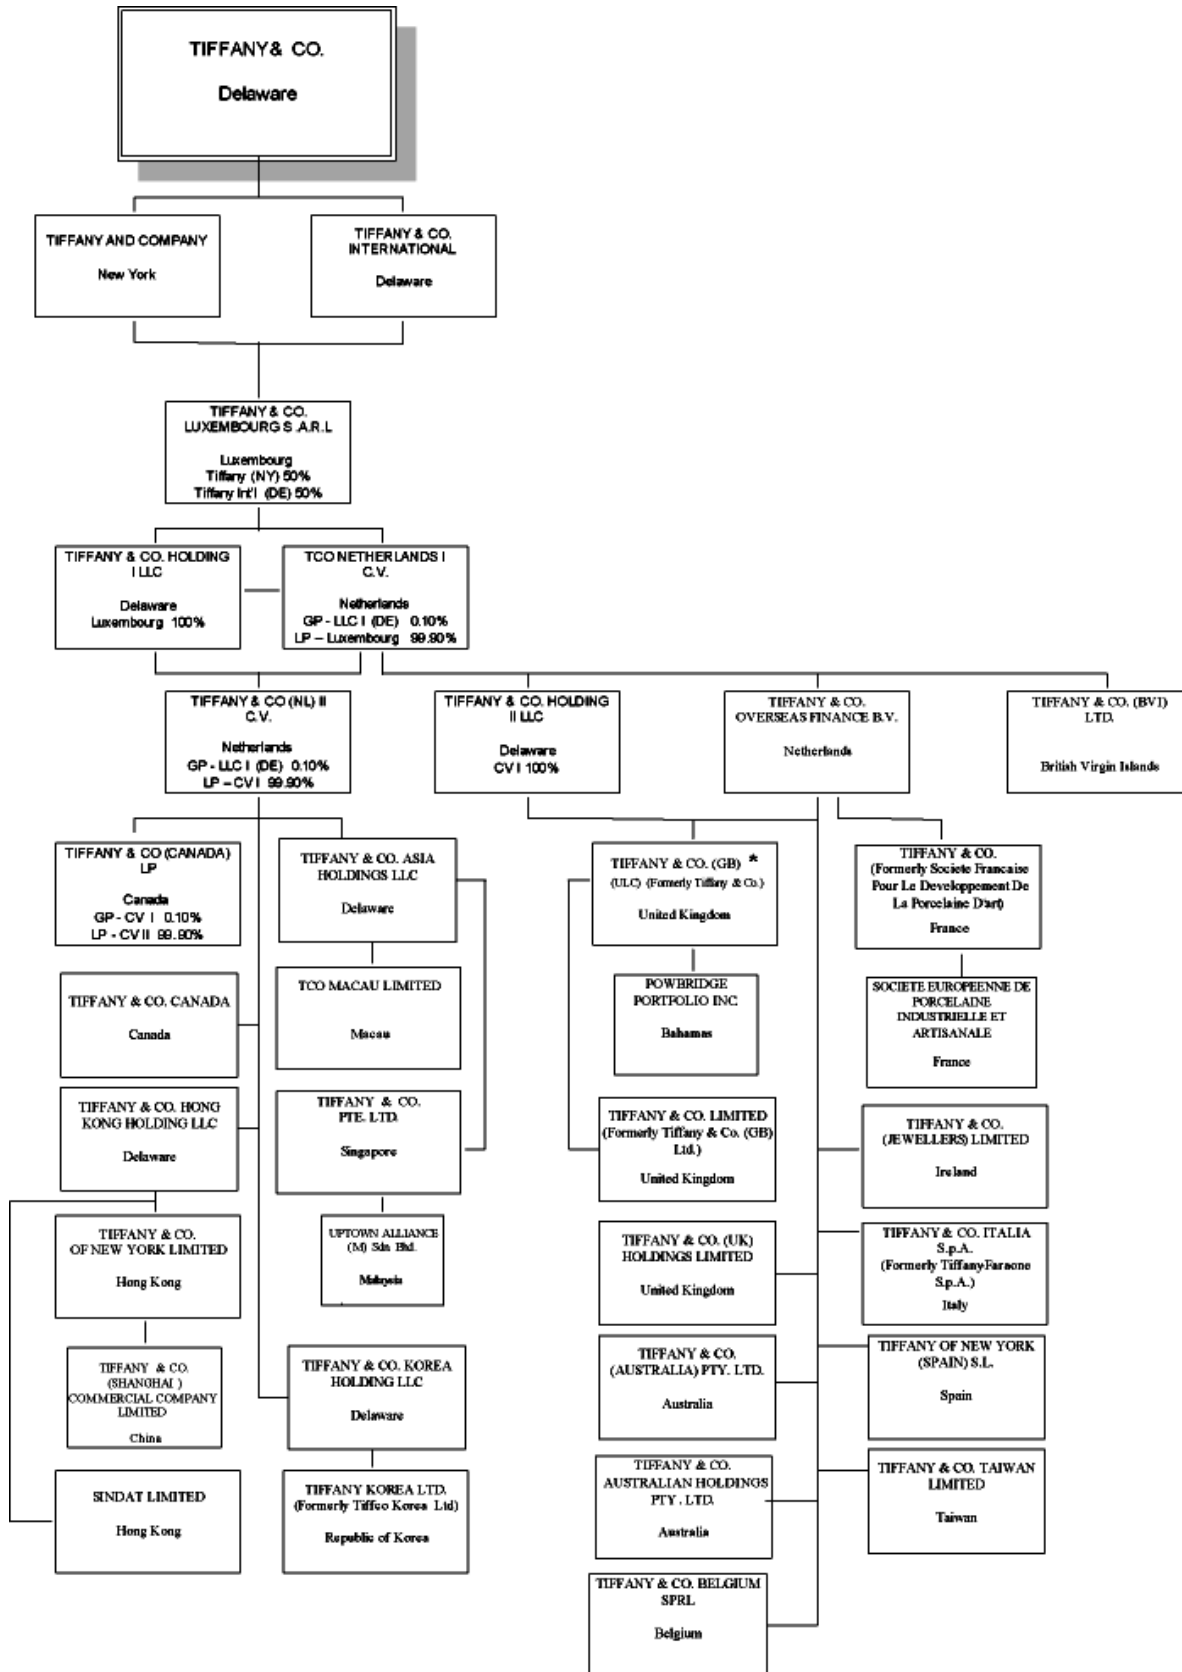 TIFFANY & CO.
Delaware
TIFFANY AND COMPANY
New York
TIFFANY & CO.
INTERNATIONAL
Delaware
TIFFANY & CO.
LUXEMBOURG S .A.R.L
Luxembourg
Tiffany (NY) 50%
Tiffany Int'l (DE) 50%
TIFFANY & CO. HOLDING
I LLC
Delaware
Luxembourg 100%
TCO NETHERLANDS I
C.V.
Netherlands
GP - LLC I (DE) 0.10%
LP – Luxembourg 99.90%
TIFFANY & CO (NL) II
C.V.
Netherlands
GP - LLC I (DE) 0.10%
LP – CV I 99.90%
TIFFANY & CO. HOLDING
II LLC
Delaware
CV I 100%
TIFFANY & CO.
OVERSEAS FINANCE B.V.
Netherlands
TIFFANY & CO. (BVI)
LTD.
British Virgin Islands
TIFFANY & CO (CANADA)
LP
Canada
GP - CV I 0.10%
LP - CV II 99.90%
TIFFANY & CO. ASIA
HOLDINGS LLC
Delaware
TIFFANY & CO. (GB) *
(ULC) (Formerly Tiffany & Co.)
United Kingdom
TIFFANY & CO.
(Formerly Societe Francaise
Pour Le Developpement De
La Porcelaine D'art)
France
TIFFANY & CO. CANADA
Canada
TCO MACAU LIMITED
Macau
POWBRIDGE
PORTFOLIO INC
Bahamas
SOCIETE EUROPEENNE DE
PORCELAINE
INDUSTRIELLE ET
ARTISANALE
France
TIFFANY & CO. HONG
KONG HOLDING LLC
Delaware
TIFFANY & CO.
PTE. LTD.
Singapore
TIFFANY & CO. LIMITED
(Formerly Tiffany & Co. (GB)
Ltd.)
United Kingdom
TIFFANY & CO.
(JEWELLERS) LIMITED
Ireland
TIFFANY & CO.
OF NEW YORK LIMITED
Hong Kong
UPTOWN ALLIANCE
(M) Sdn Bhd.
Malaysia
TIFFANY & CO. (UK)
HOLDINGS LIMITED
United Kingdom
TIFFANY & CO. ITALIA
S.p.A.
(Formerly Tiffany-Faraone
S.p.A.)
Italy
TIFFANY & CO.
(SHANGHAI )
COMMERCIAL COMPANY
LIMITED
China
TIFFANY & CO. KOREA
HOLDING LLC
Delaware
TIFFANY & CO.
(AUSTRALIA) PTY. LTD.
Australia
TIFFANY OF NEW YORK
(SPAIN) S.L.
Spain
SINDAT LIMITED
Hong Kong
TIFFANY KOREA LTD.
(Formerly Tiffco Korea Ltd)
Republic of Korea
TIFFANY & CO.
AUSTRALIAN HOLDINGS
PTY . LTD.
Australia
TIFFANY & CO. TAIWAN
LIMITED
Taiwan
TIFFANY & CO. BELGIUM
SPRL
Belgium